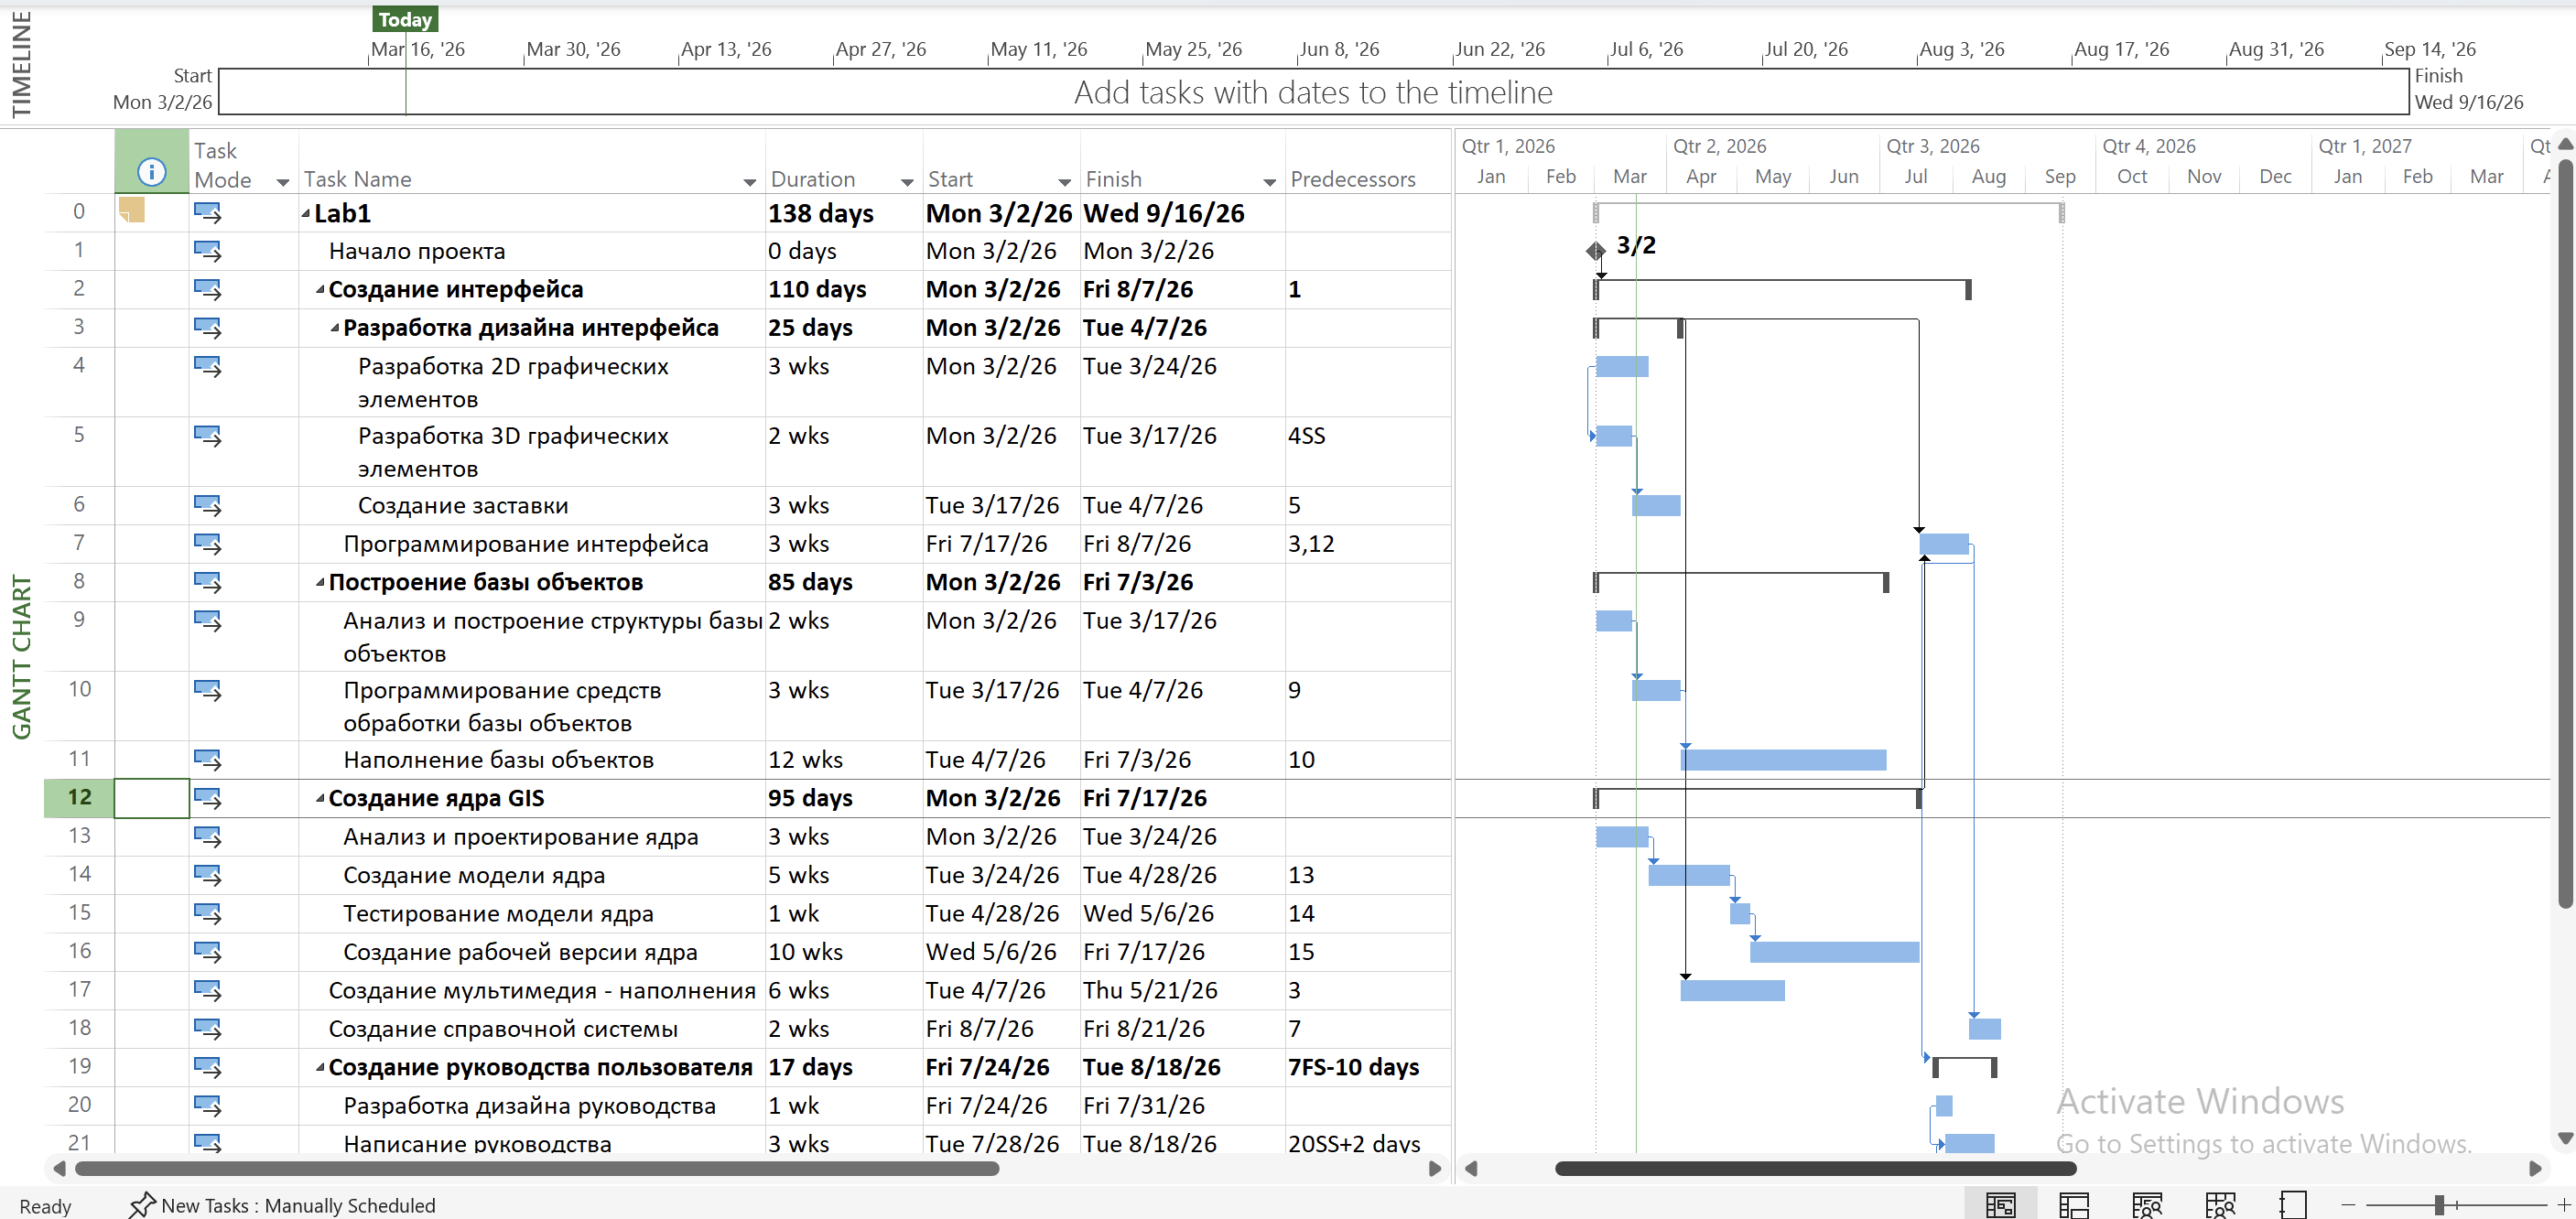 TIMELINE
Today
Mar 16, '26 Mar 30, '26 Apr 13, '26 Apr 27, '26 May 11, '26 May 25, '26 Jun 8, '26 Jun 22, '26 Jul 6, '26 Jul 20, '26 Aug 3, '26 Aug 17, '26 Aug 31, '26 Sep 14, '26
Start
Mon 3/2/26
Add tasks with dates to the timeline
Finish
Wed 9/16/26
GANTT CHART
Task Mode Task Name Duration Start Finish Predecessors
0 Lab1 138 days Mon 3/2/26 Wed 9/16/26
1 Начало проекта 0 days Mon 3/2/26 Mon 3/2/26
2 Создание интерфейса 110 days Mon 3/2/26 Fri 8/7/26 1
3 Разработка дизайна интерфейса 25 days Mon 3/2/26 Tue 4/7/26
4 Разработка 2D графических 3 wks Mon 3/2/26 Tue 3/24/26
элементов
5 Разработка 3D графических 2 wks Mon 3/2/26 Tue 3/17/26 4SS
элементов
6 Создание заставки 3 wks Tue 3/17/26 Tue 4/7/26 5
7 Программирование интерфейса 3 wks Fri 7/17/26 Fri 8/7/26 3,12
8 Построение базы объектов 85 days Mon 3/2/26 Fri 7/3/26
9 Анализ и построение структуры базы 2 wks Mon 3/2/26 Tue 3/17/26
объектов
10 Программирование средств 3 wks Tue 3/17/26 Tue 4/7/26 9
обработки базы объектов
11 Наполнение базы объектов 12 wks Tue 4/7/26 Fri 7/3/26 10
12 Создание ядра GIS 95 days Mon 3/2/26 Fri 7/17/26
13 Анализ и проектирование ядра 3 wks Mon 3/2/26 Tue 3/24/26
14 Создание модели ядра 5 wks Tue 3/24/26 Tue 4/28/26 13
15 Тестирование модели ядра 1 wk Tue 4/28/26 Wed 5/6/26 14
16 Создание рабочей версии ядра 10 wks Wed 5/6/26 Fri 7/17/26 15
17 Создание мультимедия - наполнения 6 wks Tue 4/7/26 Thu 5/21/26 3
18 Создание справочной системы 2 wks Fri 8/7/26 Fri 8/21/26 7
19 Создание руководства пользователя 17 days Fri 7/24/26 Tue 8/18/26 7FS-10 days
20 Разработка дизайна руководства 1 wk Fri 7/24/26 Fri 7/31/26
21 Написание руководства 3 wks Tue 7/28/26 Tue 8/18/26 20SS+2 days
Qtr 1, 2026 Qtr 2, 2026 Qtr 3, 2026 Qtr 4, 2026 Qtr 1, 2027 Qt
Jan Feb Mar Apr May Jun Jul Aug Sep Oct Nov Dec Jan Feb Mar A
3/2
Activate Windows
Go to Settings to activate Windows.
Ready New Tasks : Manually Scheduled